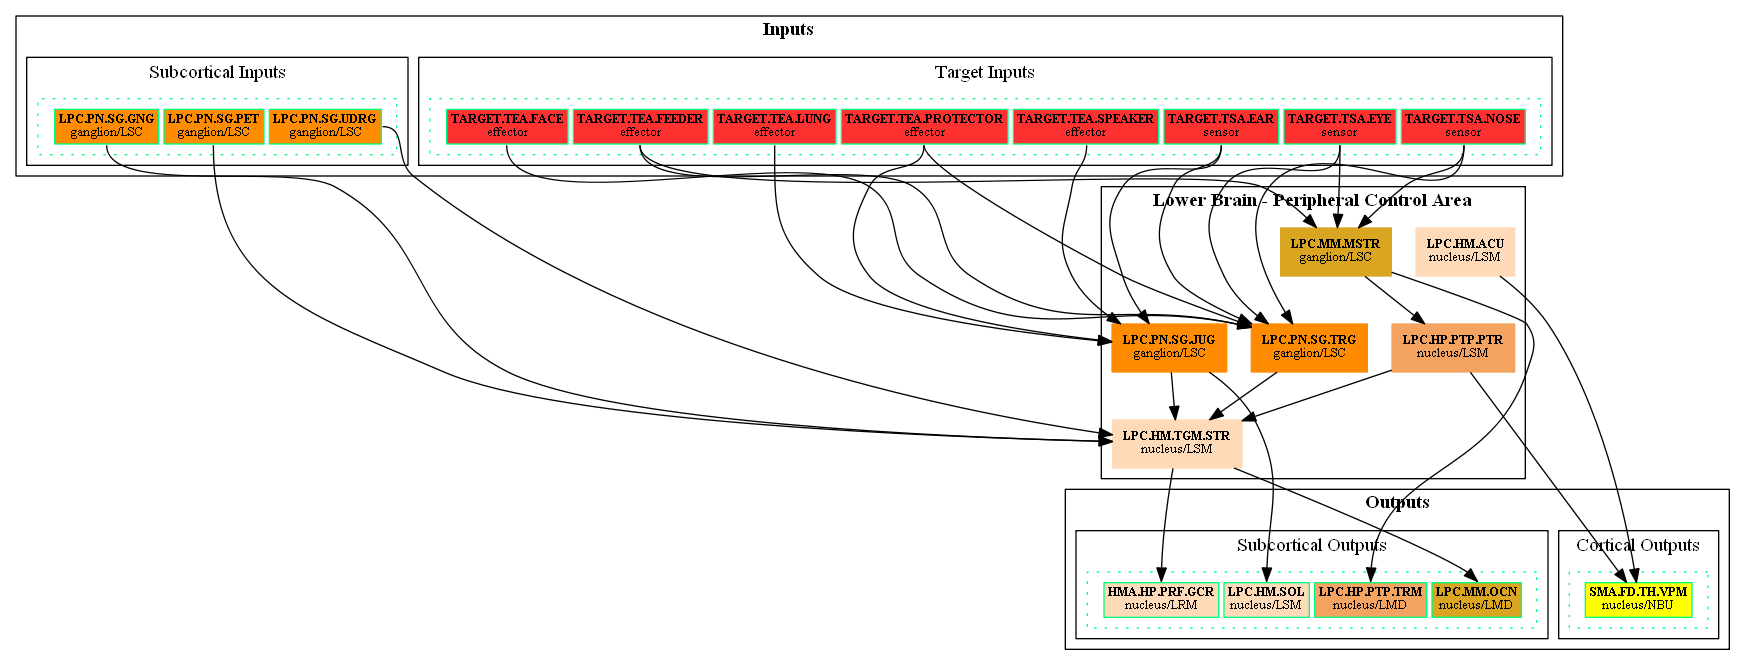 Inputs
Subcortical Inputs
Target Inputs
LPC.PN.SG.GNG
ganglion/LSC
LPC.PN.SG.PET
ganglion/LSC
LPC.PN.SG.UDRG
ganglion/LSC
TARGET.TEA.FACE
effector
TARGET.TEA.FEEDER
effector
TARGET.TEA.LUNG
effector
TARGET.TEA.PROTECTOR
effector
TARGET.TEA.SPEAKER
effector
TARGET.TSA.EAR
sensor
TARGET.TSA.EYE
sensor
TARGET.TSA.NOSE
sensor
Lower Brain - Peripheral Control Area
LPC.MM.MSTR
ganglion/LSC
LPC.HM.ACU
nucleus/LSM
LPC.PN.SG.JUG
ganglion/LSC
LPC.PN.SG.TRG
ganglion/LSC
LPC.HP.PTP.PTR
nucleus/LSM
LPC.HM.TGM.STR
nucleus/LSM
Outputs
Subcortical Outputs
Cortical Outputs
HMA.HP.PRF.GCR
nucleus/LRM
LPC.HM.SOL
nucleus/LSM
LPC.HP.PTP.TRM
nucleus/LMD
LPC.MM.OCN
nucleus/LMD
SMA.FD.TH.VPM
nucleus/NBU